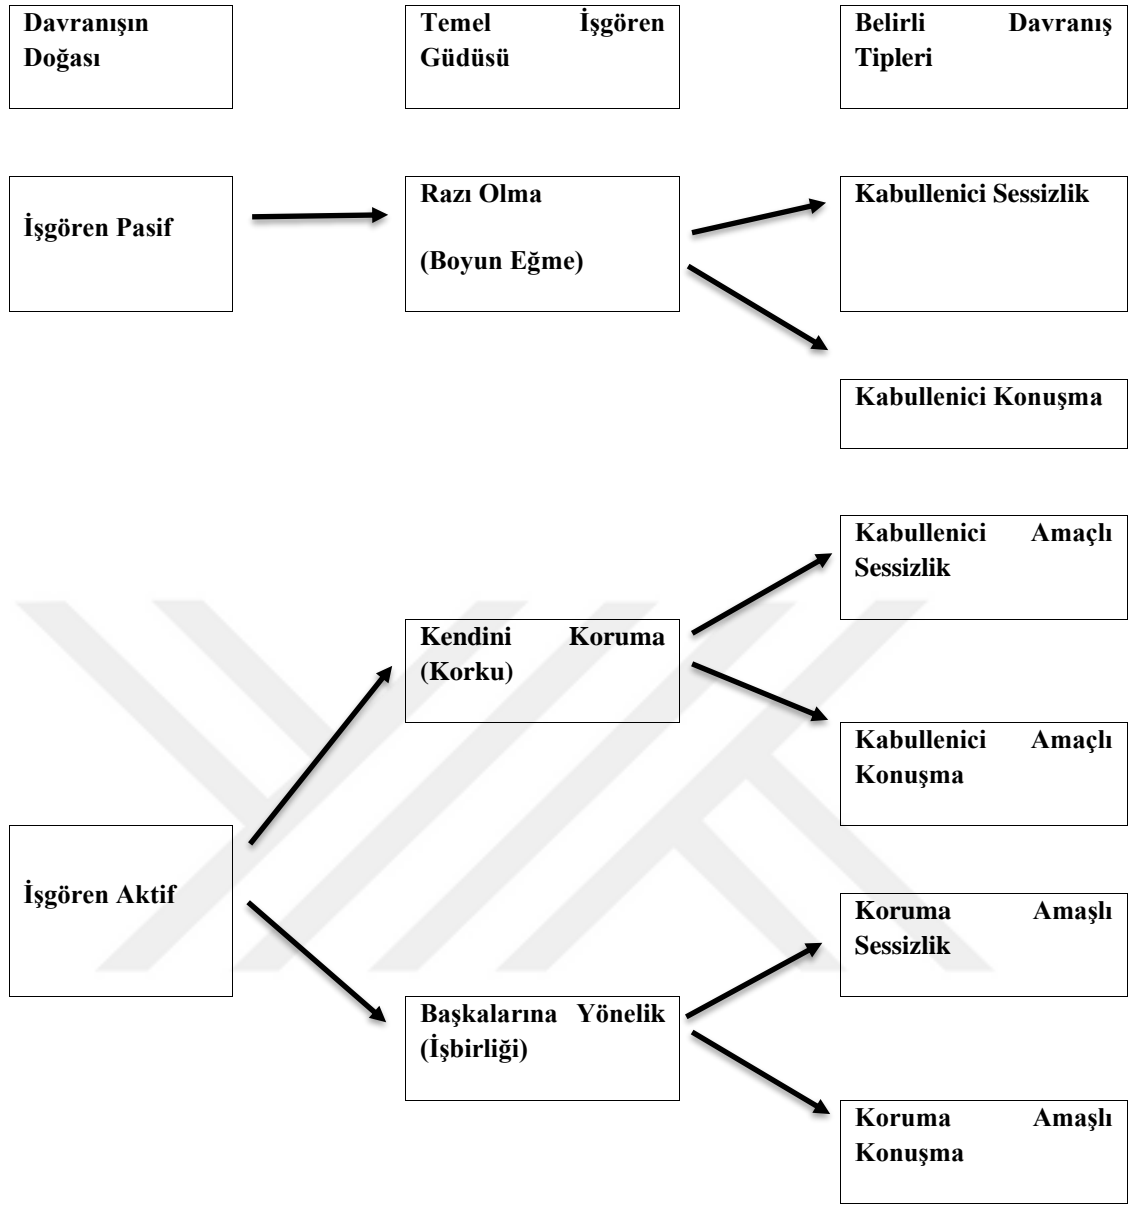 Davranışın
Doğası
Temel İşgören
Güdüsü
Belirli Davranış
Tipleri
İşgören Pasif
Razı Olma
(Boyun Eğme)
Kabullenici Sessizlik
Kabullenici Konuşma
Kabullenici Amaçlı
Sessizlik
Kendini Koruma
(Korku)
Kabullenici Amaçlı
Konuşma
İşgören Aktif
Koruma Amaşlı
Sessizlik
Başkalarına Yönelik
(İşbirliği)
Koruma Amaşlı
Konuşma